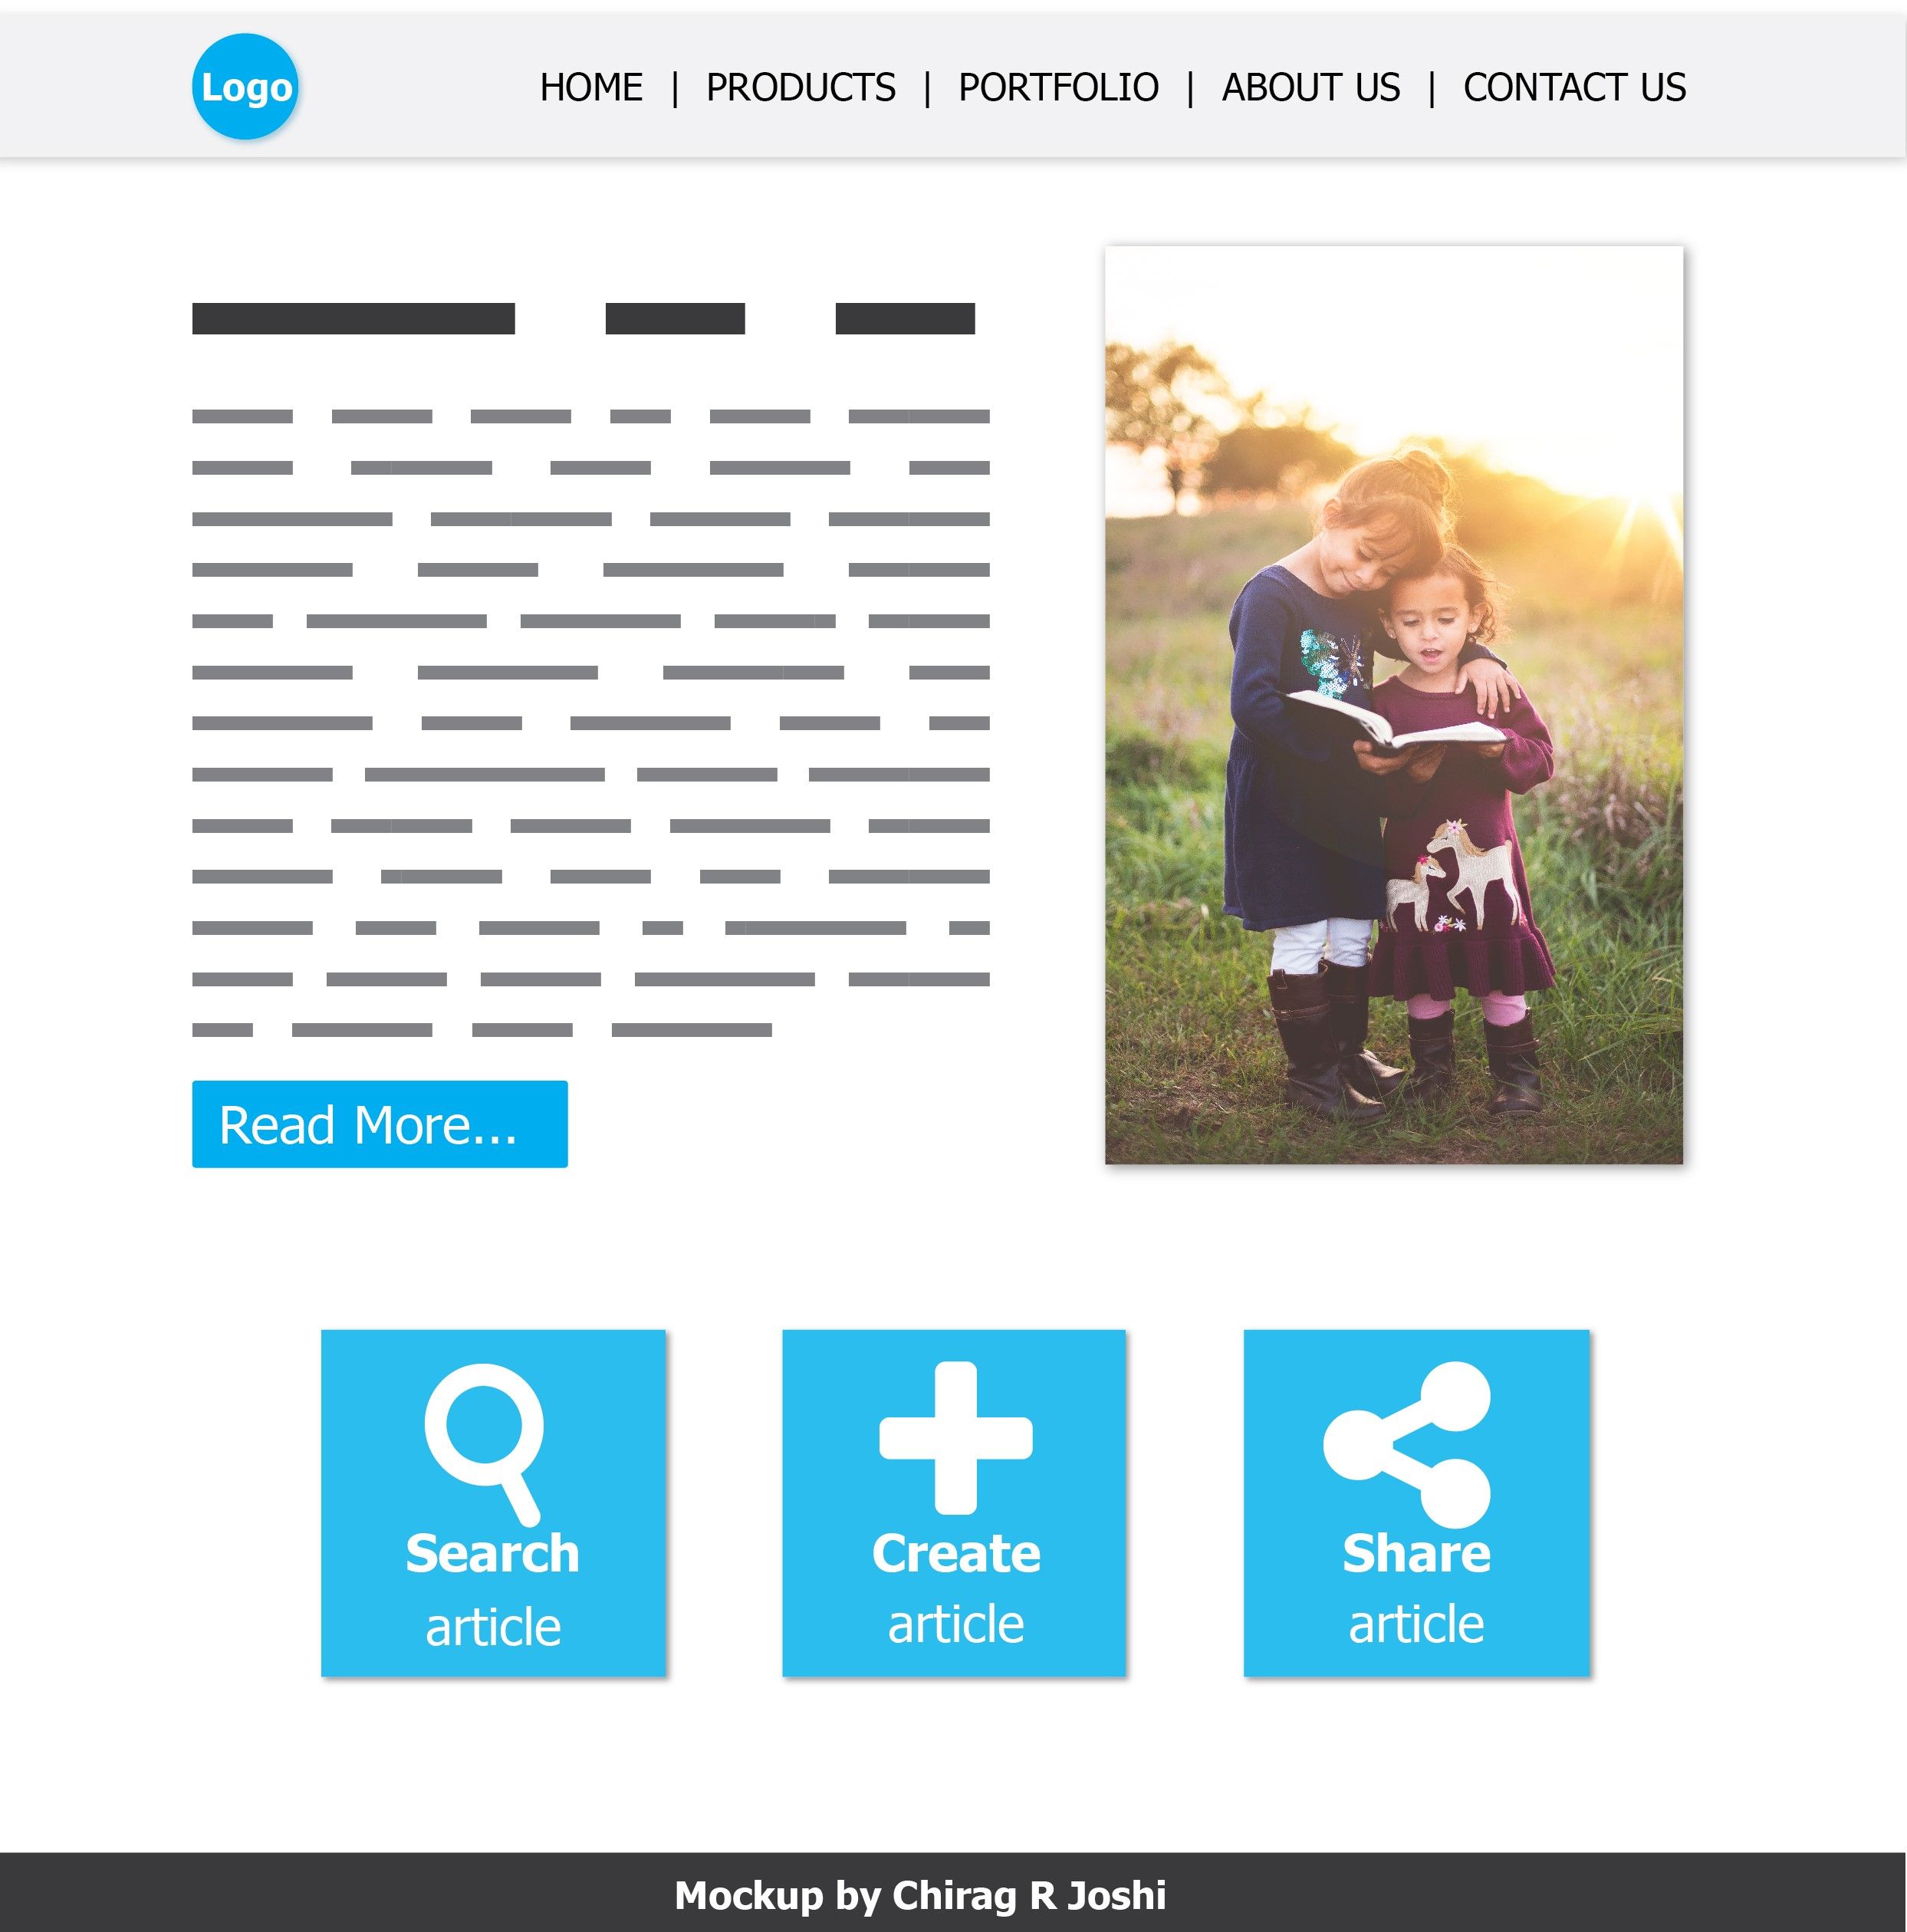 Logo
HOME | PRODUCTS | PORTFOLIO | ABOUT US | CONTACT US
Read More...
Search
article
Create
article
Share
article
Mockup by Chirag R Joshi